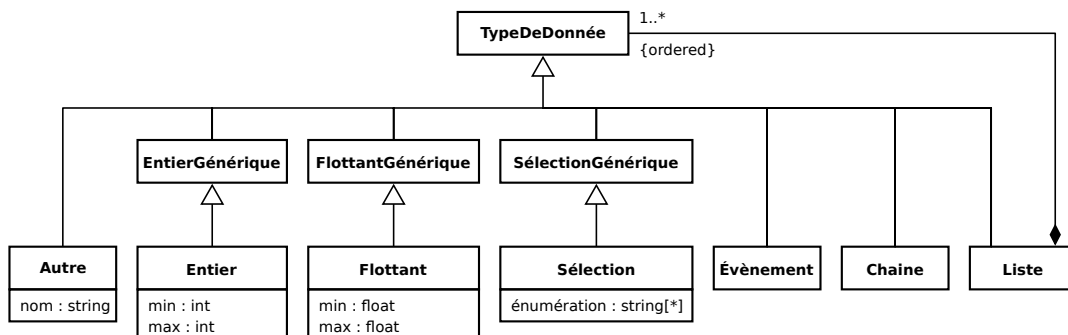 TypeDeDonnée
1..*
{ordered}
EntierGénérique
FlottantGénérique
SélectionGénérique
Autre
nom : string
Entier
min : int
max : int
Flottant
min : float
max : float
Sélection
énumération : string[*]
Évènement
Chaine
Liste